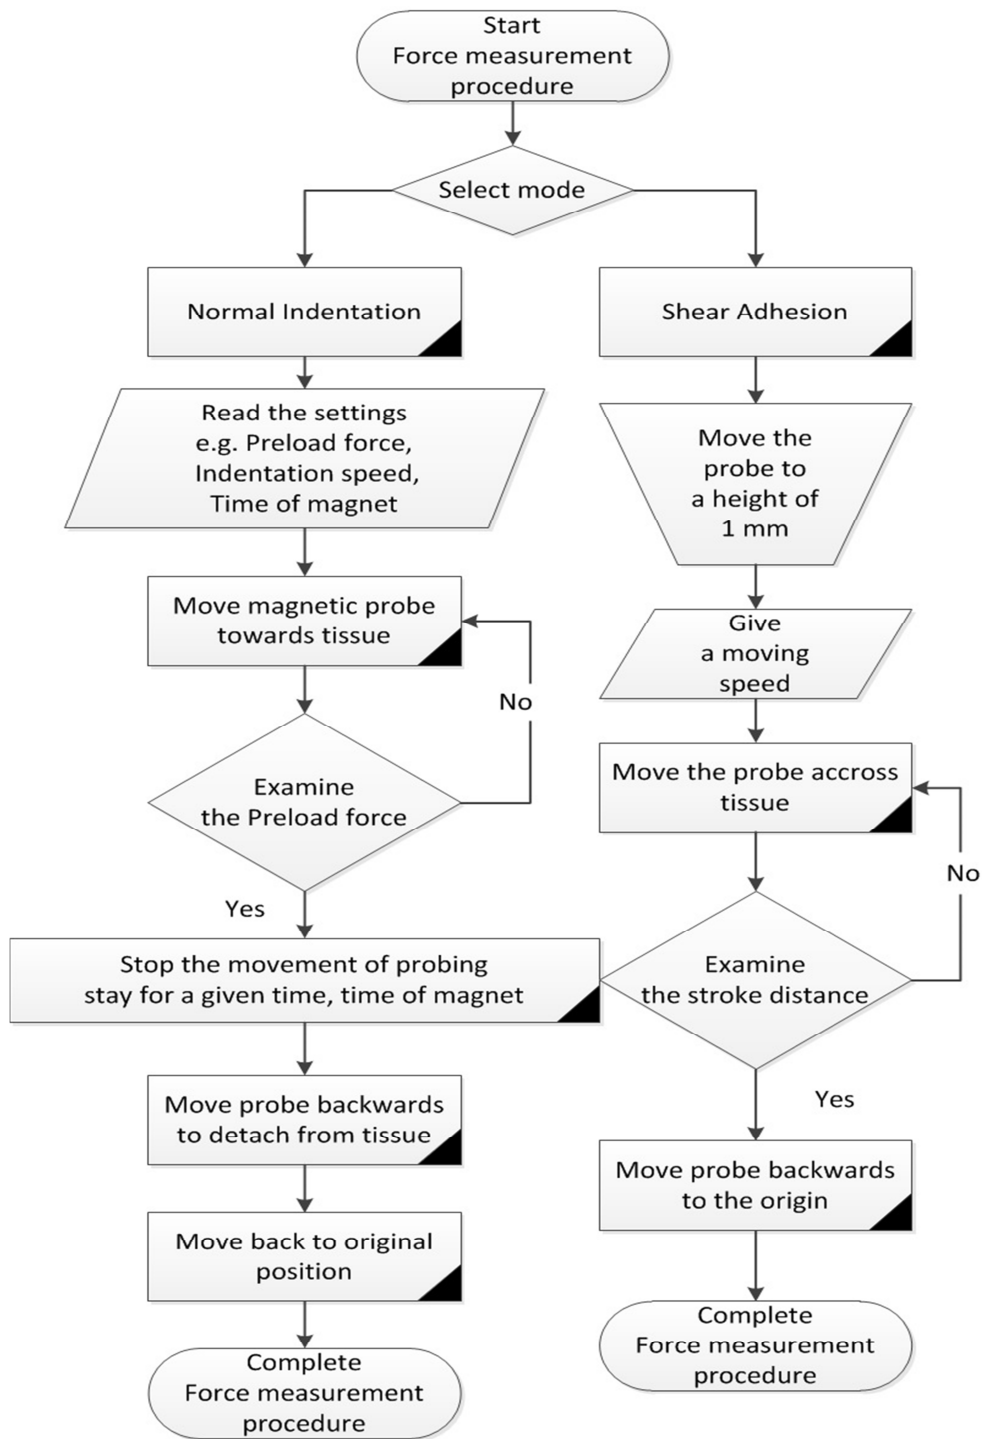 Start
Force measurement
procedure
Select mode
Normal Indentation
Read the settings
e.g. Preload force,
Indentation speed,
Time of magnet
Move magnetic probe
towards tissue
No
Examine
the Preload force
Yes
Stop the movement of probing
stay for a given time, time of magnet
Move probe backwards
to detach from tissue
Move back to original
position
Complete
Force measurement
procedure
Shear Adhesion
Move the
probe to
a height of
1 mm
Give
a moving
speed
Move the probe accross
tissue
No
Examine
the stroke distance
Yes
Move probe backwards
to the origin
Complete
Force measurement
procedure